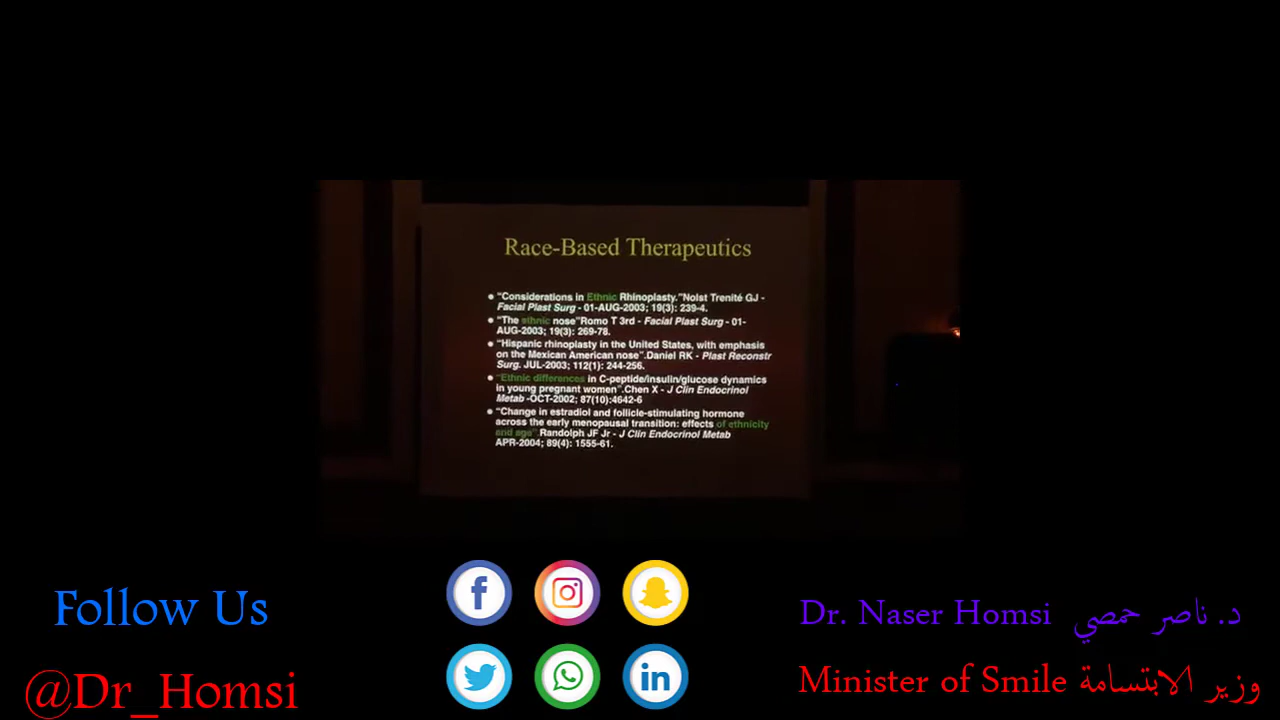 Race-Based Therapeutics
• "Considerations in Ethnic Rhinoplasty."Nolst Trenité GJ -
Facial Plast Surg - 01-AUG-2003; 19(3): 239-4.
• "The ethnic nose"Romo T 3rd - Facial Plast Surg - 01-
AUG-2003; 19(3): 269-78.
• "Hispanic rhinoplasty in the United States, with emphasis
on the Mexican American nose".Daniel RK - Plast Reconstr
Surg. JUL-2003; 112(1): 244-256.
• "Ethnic differences in C-peptide/insulin/glucose dynamics
in young pregnant women".Chen X - J Clin Endocrinol
Metab -OCT-2002; 87(10):4642-6
• "Change in estradiol and follicle-stimulating hormone
across the early menopausal transition: effects of ethnicity
and age" Randolph JF Jr - J Clin Endocrinol Metab
APR-2004; 89(4): 1555-61.
Follow Us
@Dr_Homsi
Dr. Naser Homsi د. ناصر حمصي
Minister of Smile وزير الابتسامة